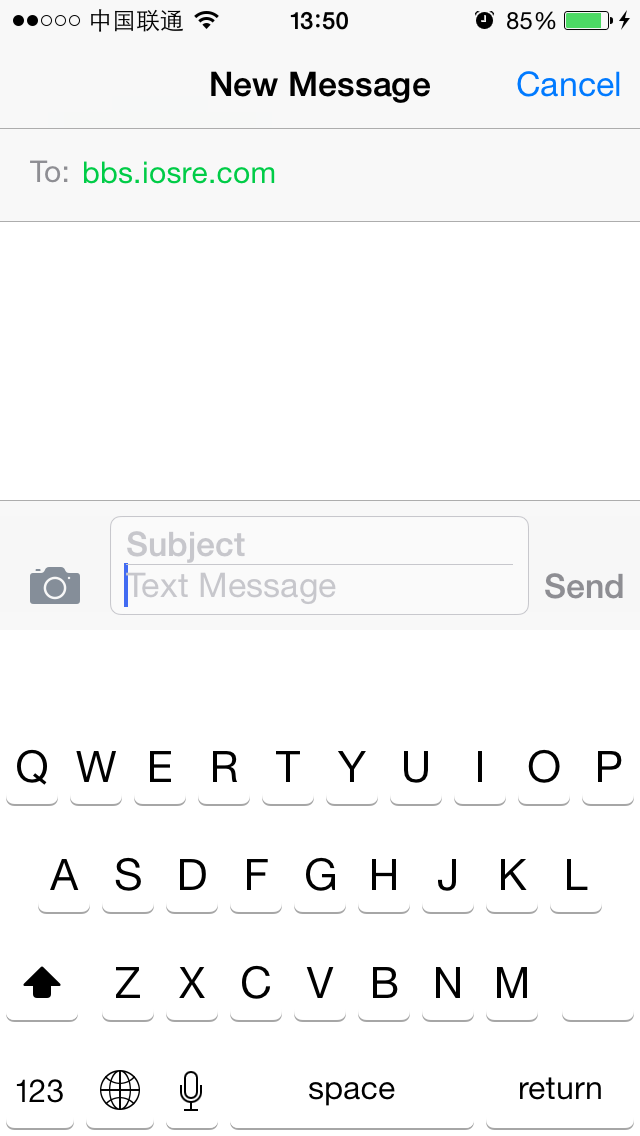 中国联通 13:50 85%
New Message Cancel
To: bbs.iosre.com
Subject
Text Message Send
Q W E R T Y U I O P
A S D F G H J K L
Z X C V B N M
123 space return